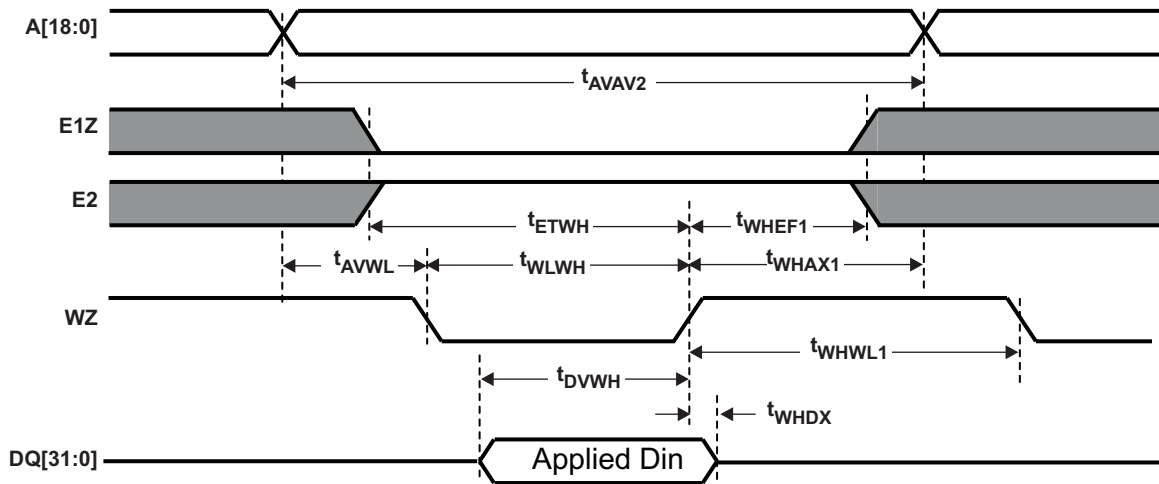 A[18:0]
tAVAV2
E1Z
E2
tETWH tWHEF1
tAVWL tWLWH tWHAX1
WZ
tWHWL1
tDVWH
tWHDX
DQ[31:0] Applied Din